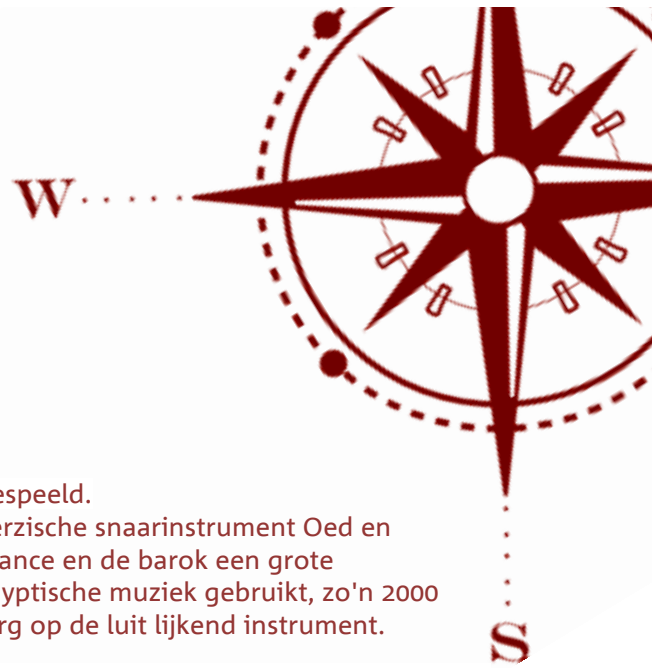 W
espeeld.
erzische snaarinstrument Oed en
ance en de barok een grote
yptische muziek gebruikt, zo'n 2000
rg op de luit lijkend instrument.
S